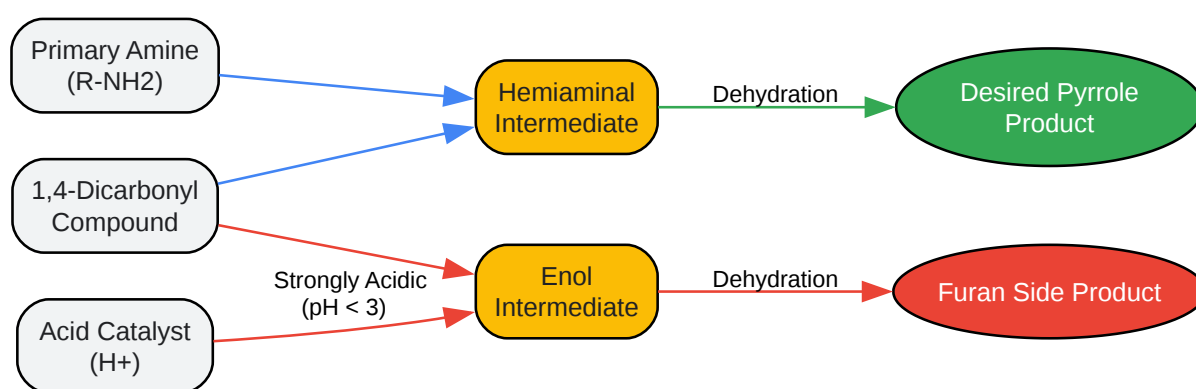 Primary Amine
(R-NH2)
1,4-Dicarbonyl
Compound
Acid Catalyst
(H+)
Strongly Acidic
(pH < 3)
Hemiaminal
Intermediate
Enol
Intermediate
Dehydration
Dehydration
Desired Pyrrole
Product
Furan Side Product